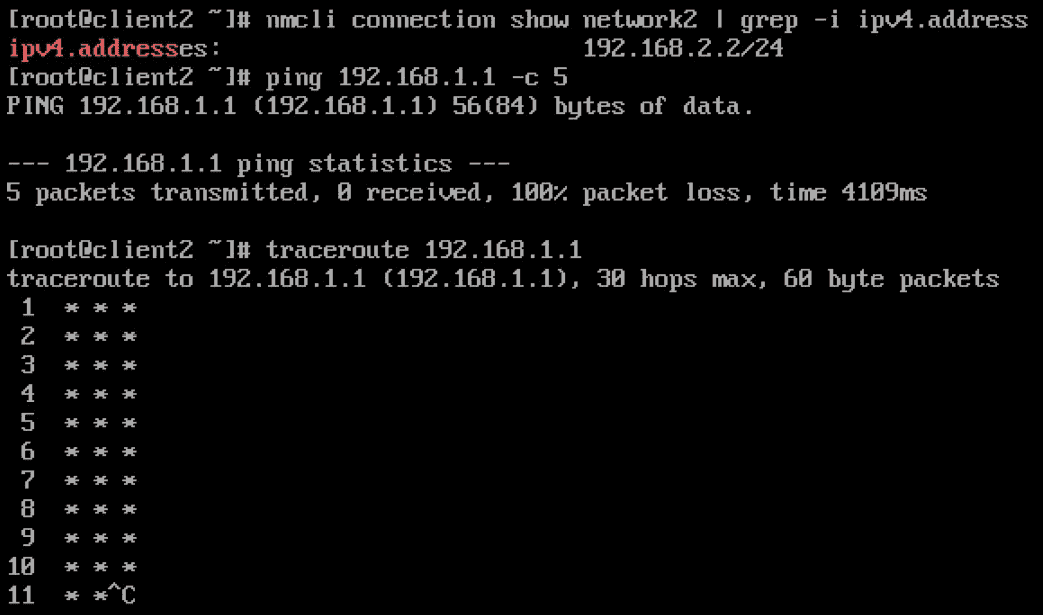 [root@client2 ~]# nmcli connection show network2 | grep -i ipv4.address
ipv4.addresses:                         192.168.2.2/24
[root@client2 ~]# ping 192.168.1.1 -c 5
PING 192.168.1.1 (192.168.1.1) 56(84) bytes of data.

--- 192.168.1.1 ping statistics ---
5 packets transmitted, 0 received, 100% packet loss, time 4109ms

[root@client2 ~]# traceroute 192.168.1.1
traceroute to 192.168.1.1 (192.168.1.1), 30 hops max, 60 byte packets
 1  * * *
 2  * * *
 3  * * *
 4  * * *
 5  * * *
 6  * * *
 7  * * *
 8  * * *
 9  * * *
10  * * *
11  * *^C